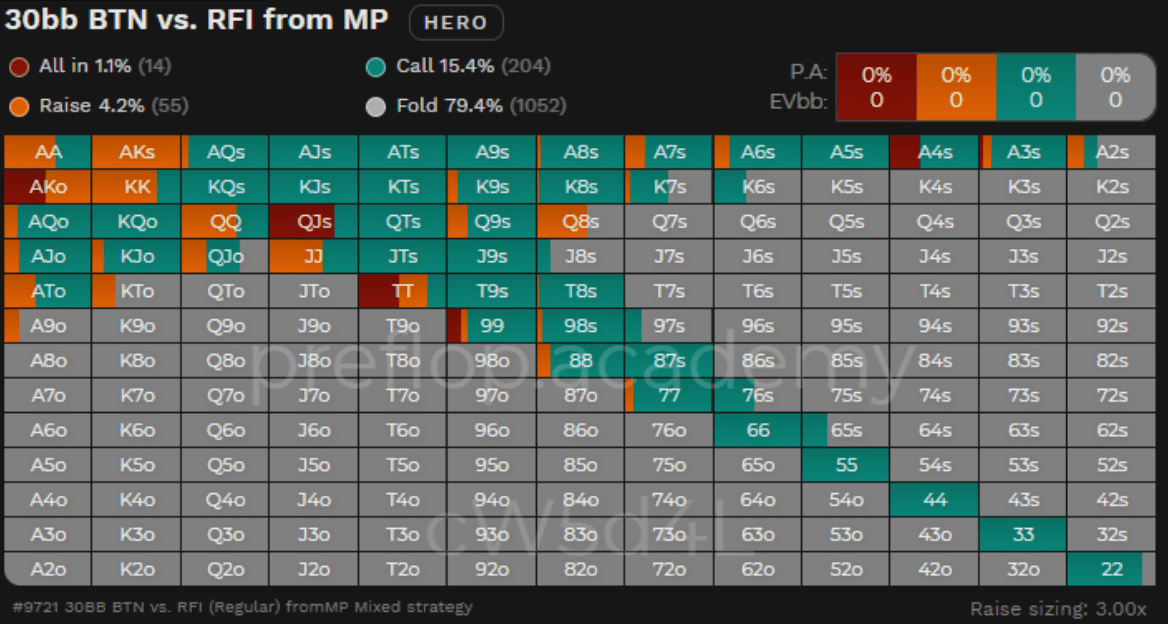 30bb BTN vs. RFI from MP HERO
All in 1.1% (14) Call 15.4% (204)
Raise 4.2% (55) Fold 79.4% (1052)
P.A: 0% 0% 0% 0%
EVbb: 0 0 0 0
AA AKs AQs AJs ATs A9s A8s A7s A6s A5s A4s A3s A2s
AKo KK KQs KJs KTs K9s K8s K7s K6s K5s K4s K3s K2s
AQo KQo QQ QJs QTs Q9s Q8s Q7s Q6s Q5s Q4s Q3s Q2s
AJo KJo QJo JJ JTs J9s J8s J7s J6s J5s J4s J3s J2s
ATo KTo QTo JTo TT T9s T8s T7s T6s T5s T4s T3s T2s
A9o K9o Q9o J9o T9o 99 98s 97s 96s 95s 94s 93s 92s
A8o K8o Q8o J8o T8o 98o 88 87s 86s 85s 84s 83s 82s
preflop.academy
A7o K7o Q7o J7o T7o 97o 87o 77 76s 75s 74s 73s 72s
A6o K6o Q6o J6o T6o 96o 86o 76o 66 65s 64s 63s 62s
A5o K5o Q5o J5o T5o 95o 85o 75o 65o 55 54s 53s 52s
A4o K4o Q4o J4o T4o 94o 84o 74o 64o 54o 44 43s 42s
cW5d4L
A3o K3o Q3o J3o T3o 93o 83o 73o 63o 53o 43o 33 32s
A2o K2o Q2o J2o T2o 92o 82o 72o 62o 52o 42o 32o 22
#9721 30BB BTN vs. RFI (Regular) fromMP Mixed strategy
Raise sizing: 3.00x